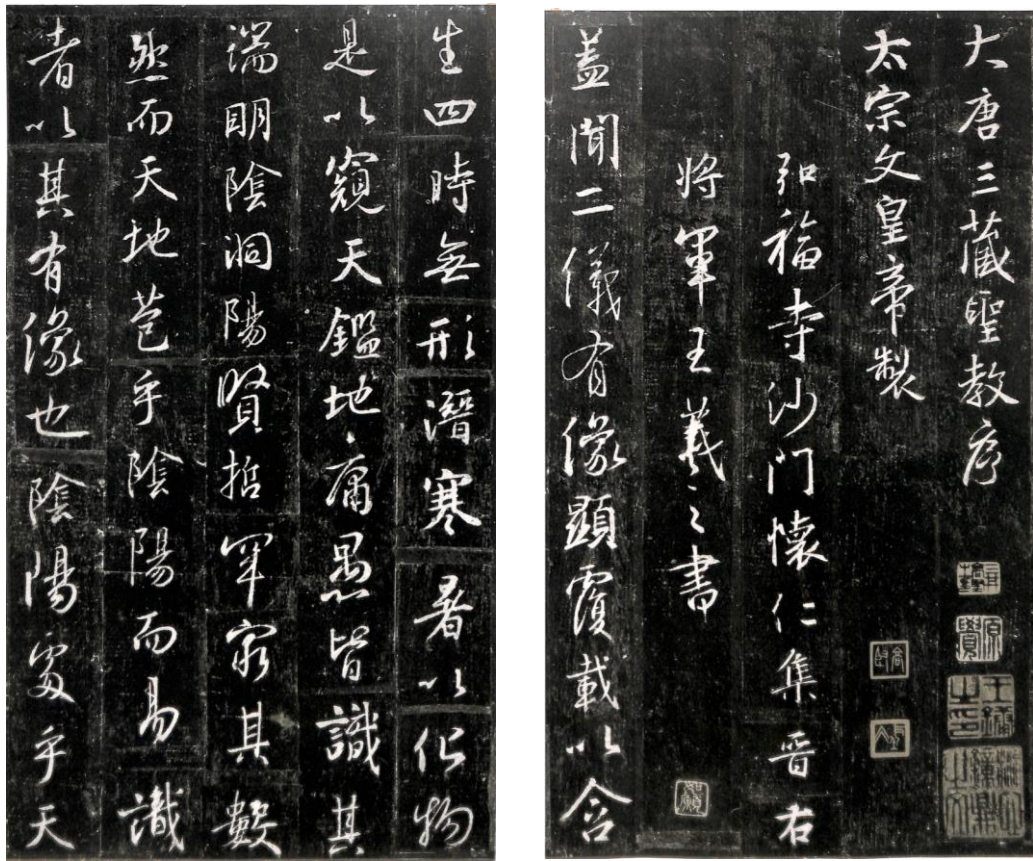 大唐三藏聖教序
太宗文皇帝製
弘福寺沙門懷仁集晉右
將軍王羲之書
蓋聞二儀有像顯覆載以含
生四時無形潛寒暑以化物
是以窺天鑑地庸愚皆識其
端明陰洞陽賢哲罕窮其數
然而天地苞乎陰陽而易識
者以其有像也陰陽處乎天